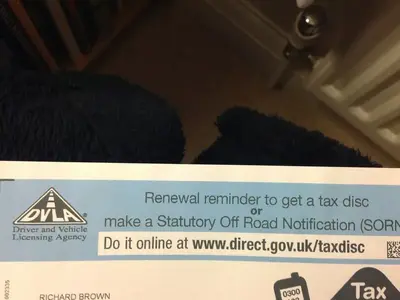 DVLA
Driver and Vehicle
Licensing Agency
Renewal reminder to get a tax disc
or
make a Statutory Off Road Notification (SORN
Do it online at www.direct.gov.uk/taxdisc
RICHARD BROWN
0300
Tax